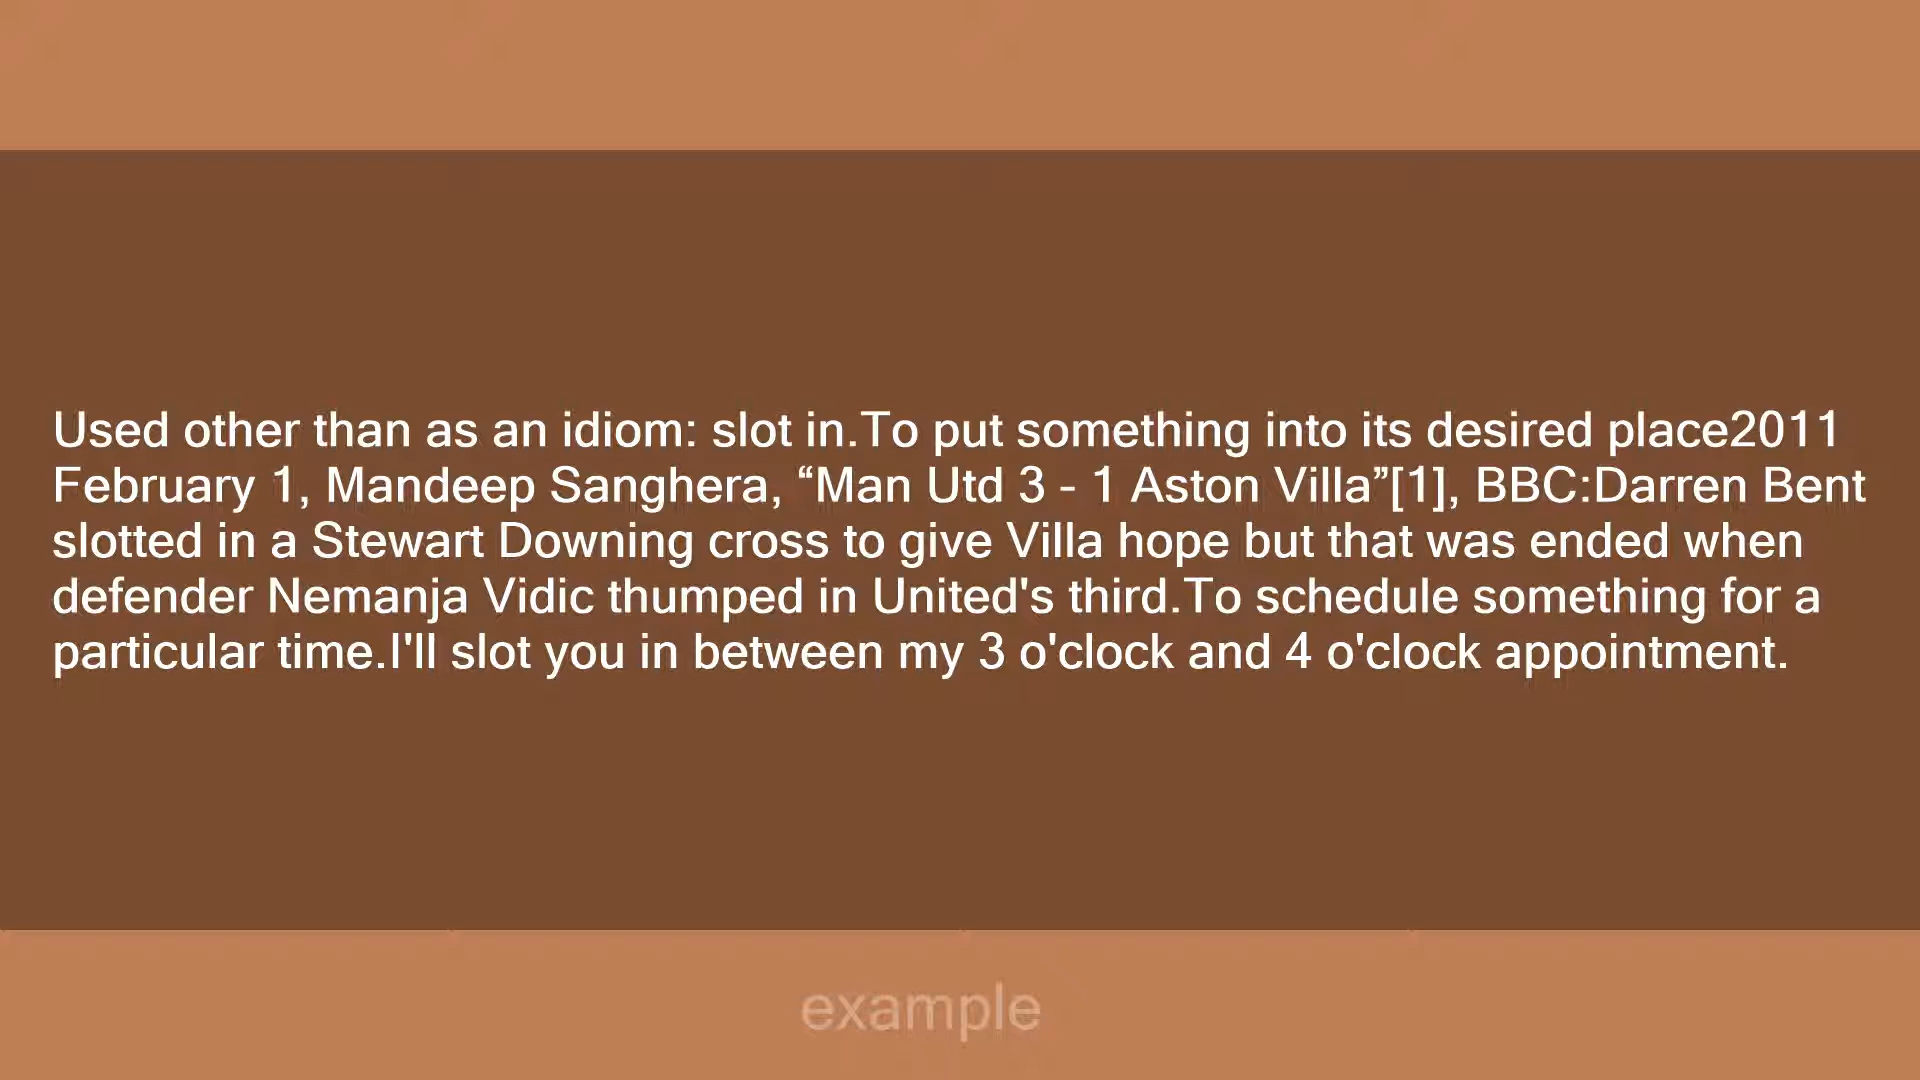 Used other than as an idiom: slot in.To put something into its desired place2011
February 1, Mandeep Sanghera, “Man Utd 3 - 1 Aston Villa”[1], BBC:Darren Bent
slotted in a Stewart Downing cross to give Villa hope but that was ended when
defender Nemanja Vidic thumped in United's third.To schedule something for a
particular time.I'll slot you in between my 3 o'clock and 4 o'clock appointment.
example